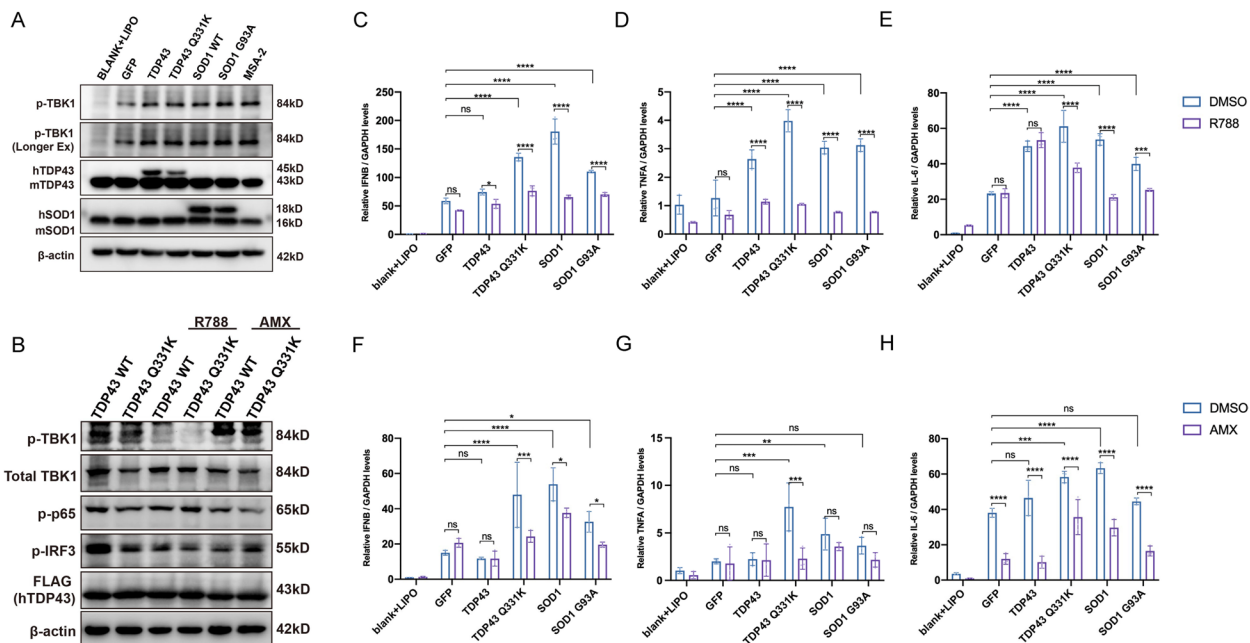 A
BLANK+LIPO
GFP
TDP43
TDP43 Q331K
SOD1 WT
SOD1 G93A
MSA-2
p-TBK1
84kD
p-TBK1
(Longer Ex)
84kD
hTDP43
45kD
mTDP43
43kD
hSOD1
18kD
mSOD1
16kD
β-actin
42kD
B
R788
AMX
TDP43 WT
TDP43 Q331K
TDP43 WT
TDP43 Q331K
TDP43 WT
TDP43 Q331K
p-TBK1
84kD
Total TBK1
84kD
p-p65
65kD
p-IRF3
55kD
FLAG
(hTDP43)
43kD
β-actin
42kD
C
Relative IFNB / GAPDH levels
250
200
150
100
50
0
****
****
****
ns
ns
*
****
****
****
blank+LIPO
GFP
TDP43
TDP43 Q331K
SOD1
SOD1 G93A
D
Relative TNFA / GAPDH levels
5
4
3
2
1
0
****
****
****
****
ns
****
****
****
****
blank+LIPO
GFP
TDP43
TDP43 Q331K
SOD1
SOD1 G93A
E
Relative IL-6 / GAPDH levels
80
60
40
20
0
****
****
****
****
ns
ns
****
****
***
blank+LIPO
GFP
TDP43
TDP43 Q331K
SOD1
SOD1 G93A
DMSO
R788
F
Relative IFNB / GAPDH levels
80
60
40
20
0
*
****
****
ns
ns
ns
***
*
*
blank+LIPO
GFP
TDP43
TDP43 Q331K
SOD1
SOD1 G93A
G
Relative TNFA / GAPDH levels
15
10
5
0
ns
**
***
ns
ns
ns
***
ns
ns
blank+LIPO
GFP
TDP43
TDP43 Q331K
SOD1
SOD1 G93A
H
Relative IL-6 / GAPDH levels
80
60
40
20
0
ns
****
***
ns
****
****
****
****
****
blank+LIPO
GFP
TDP43
TDP43 Q331K
SOD1
SOD1 G93A
DMSO
AMX